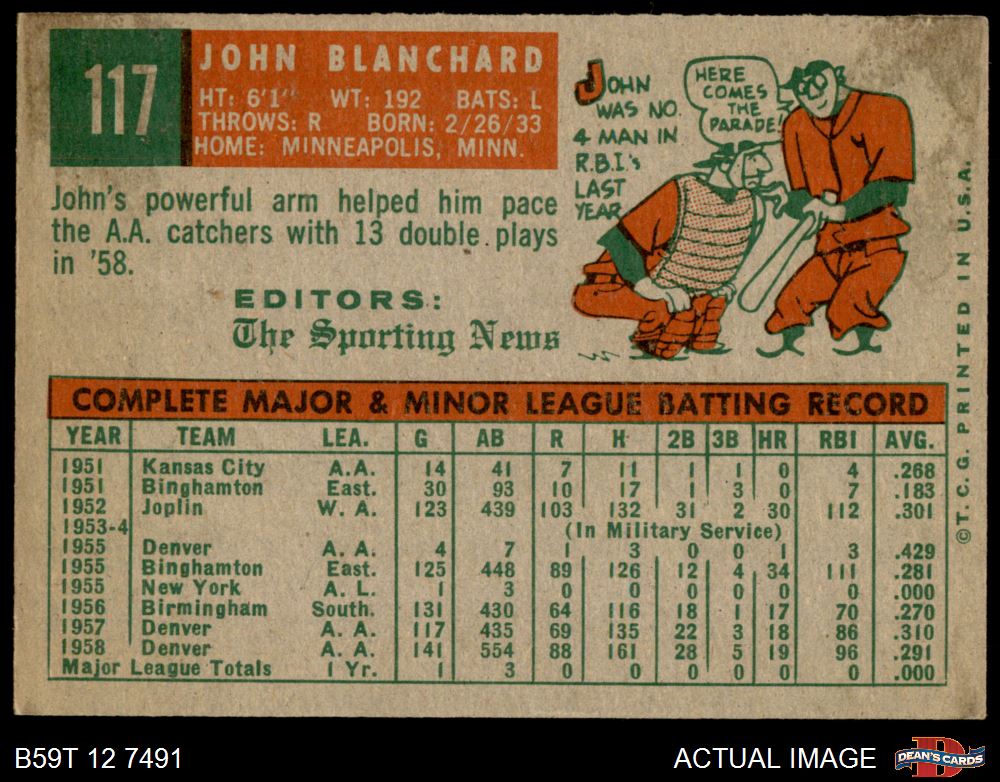 117
JOHN BLANCHARD
HT: 6'1" WT: 192 BATS: L
THROWS: R BORN: 2/26/33
HOME: MINNEAPOLIS, MINN.
John's powerful arm helped him pace
the A.A. catchers with 13 double plays
in '58.
EDITORS:
The Sporting News
JOHN
WAS NO.
4 MAN IN
R.B.I.'s
LAST
YEAR
HERE
COMES
THE
PARADE!
COMPLETE MAJOR & MINOR LEAGUE BATTING RECORD
YEAR TEAM LEA. G AB R H 2B 3B HR RBI AVG.
1951 Kansas City A.A. 14 41 7 11 1 1 0 4 .268
1951 Binghamton East. 30 93 10 17 1 3 0 7 .183
1952 Joplin W. A. 123 439 103 132 31 2 30 112 .301
1953-4 (In Military Service)
1955 Denver A. A. 4 7 1 3 0 0 1 3 .429
1955 Binghamton East. 125 448 89 126 12 4 34 111 .281
1955 New York A. L. 1 3 0 0 0 0 0 0 .000
1956 Birmingham South. 131 430 64 116 18 1 17 70 .270
1957 Denver A. A. 117 435 69 135 22 3 18 86 .310
1958 Denver A. A. 141 554 88 161 28 5 19 96 .291
Major League Totals 1 Yr. 1 3 0 0 0 0 0 0 .000
©T.C.G. PRINTED IN U.S.A.
B59T 12 7491
ACTUAL IMAGE
D
DEAN'S CARDS